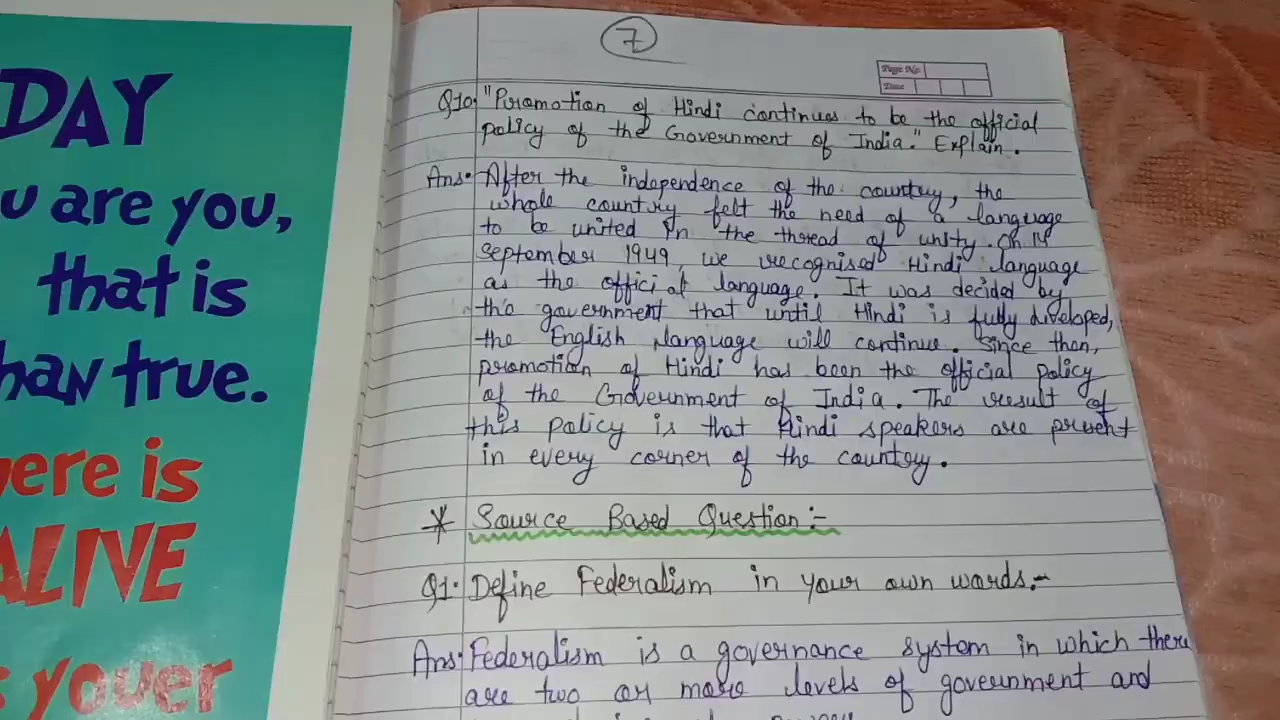 DAY
u are you,
that is
han true.
ere is
ALIVE
s youer
7
Page No.
Date
Q10. "Promotion of Hindi continues to be the official
policy of the Government of India." Explain.
Ans. After the independence of the country, the
whole country felt the need of a language
to be united in the thread of unity. On 14
September 1949, we recognised Hindi language
as the official language. It was decided by
the government that until Hindi is fully diveloped,
the English language will continue. Since then,
promotion of Hindi has been the official policy
of the Government of India. The result of
this policy is that Hindi speakers are present
in every corner of the country.
* Source Based Question:-
Q1. Define Federalism in your own words.-
Ans. Federalism is a governance system in which there
are two or more levels of government and